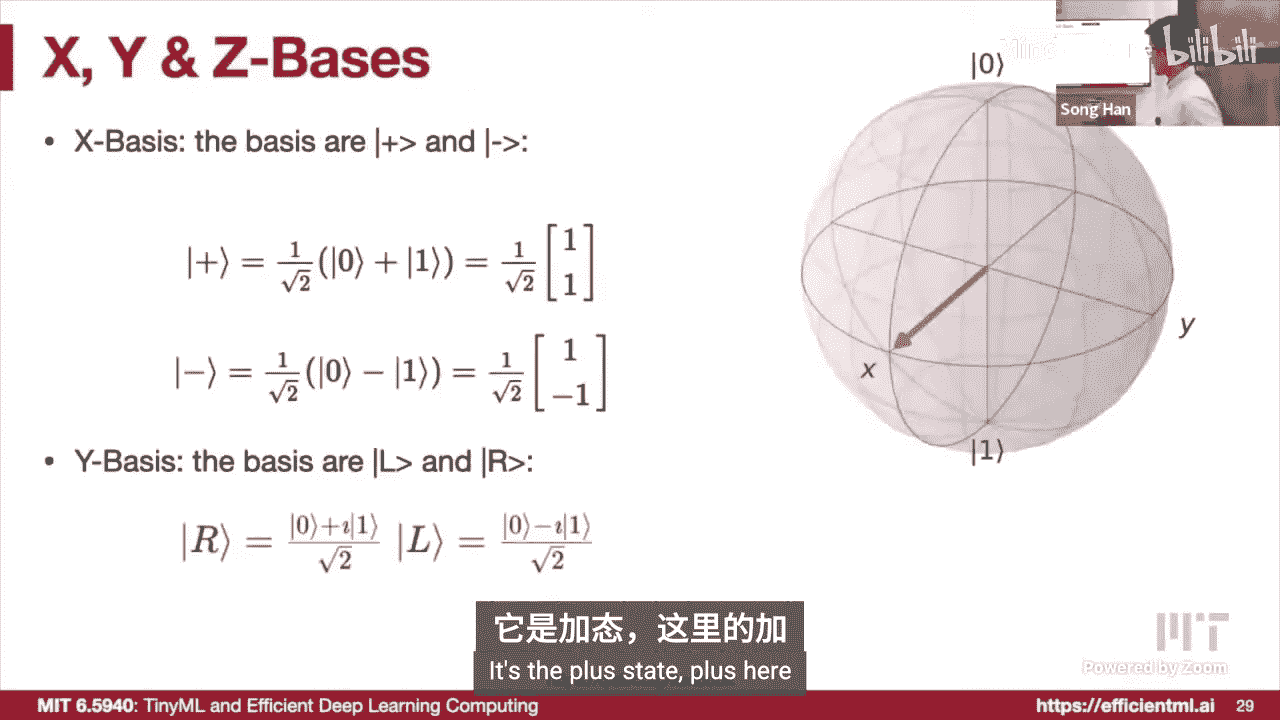 X, Y & Z-Bases
• X-Basis: the basis are |+> and |->:
|+⟩ = 1/√2 (|0⟩ + |1⟩) = 1/√2 [1 1]
|−⟩ = 1/√2 (|0⟩ − |1⟩) = 1/√2 [1 −1]
• Y-Basis: the basis are |L> and |R>:
|R⟩ = |0⟩+ı|1⟩/√2 |L⟩ = |0⟩−ı|1⟩/√2
|0⟩
x
y
|1⟩
bilibili
Song Han
它是加态，这里的加
It's the plus state, plus here
MIT
Powered by Zoom
MIT 6.5940: TinyML and Efficient Deep Learning Computing
https://efficientml.ai 29